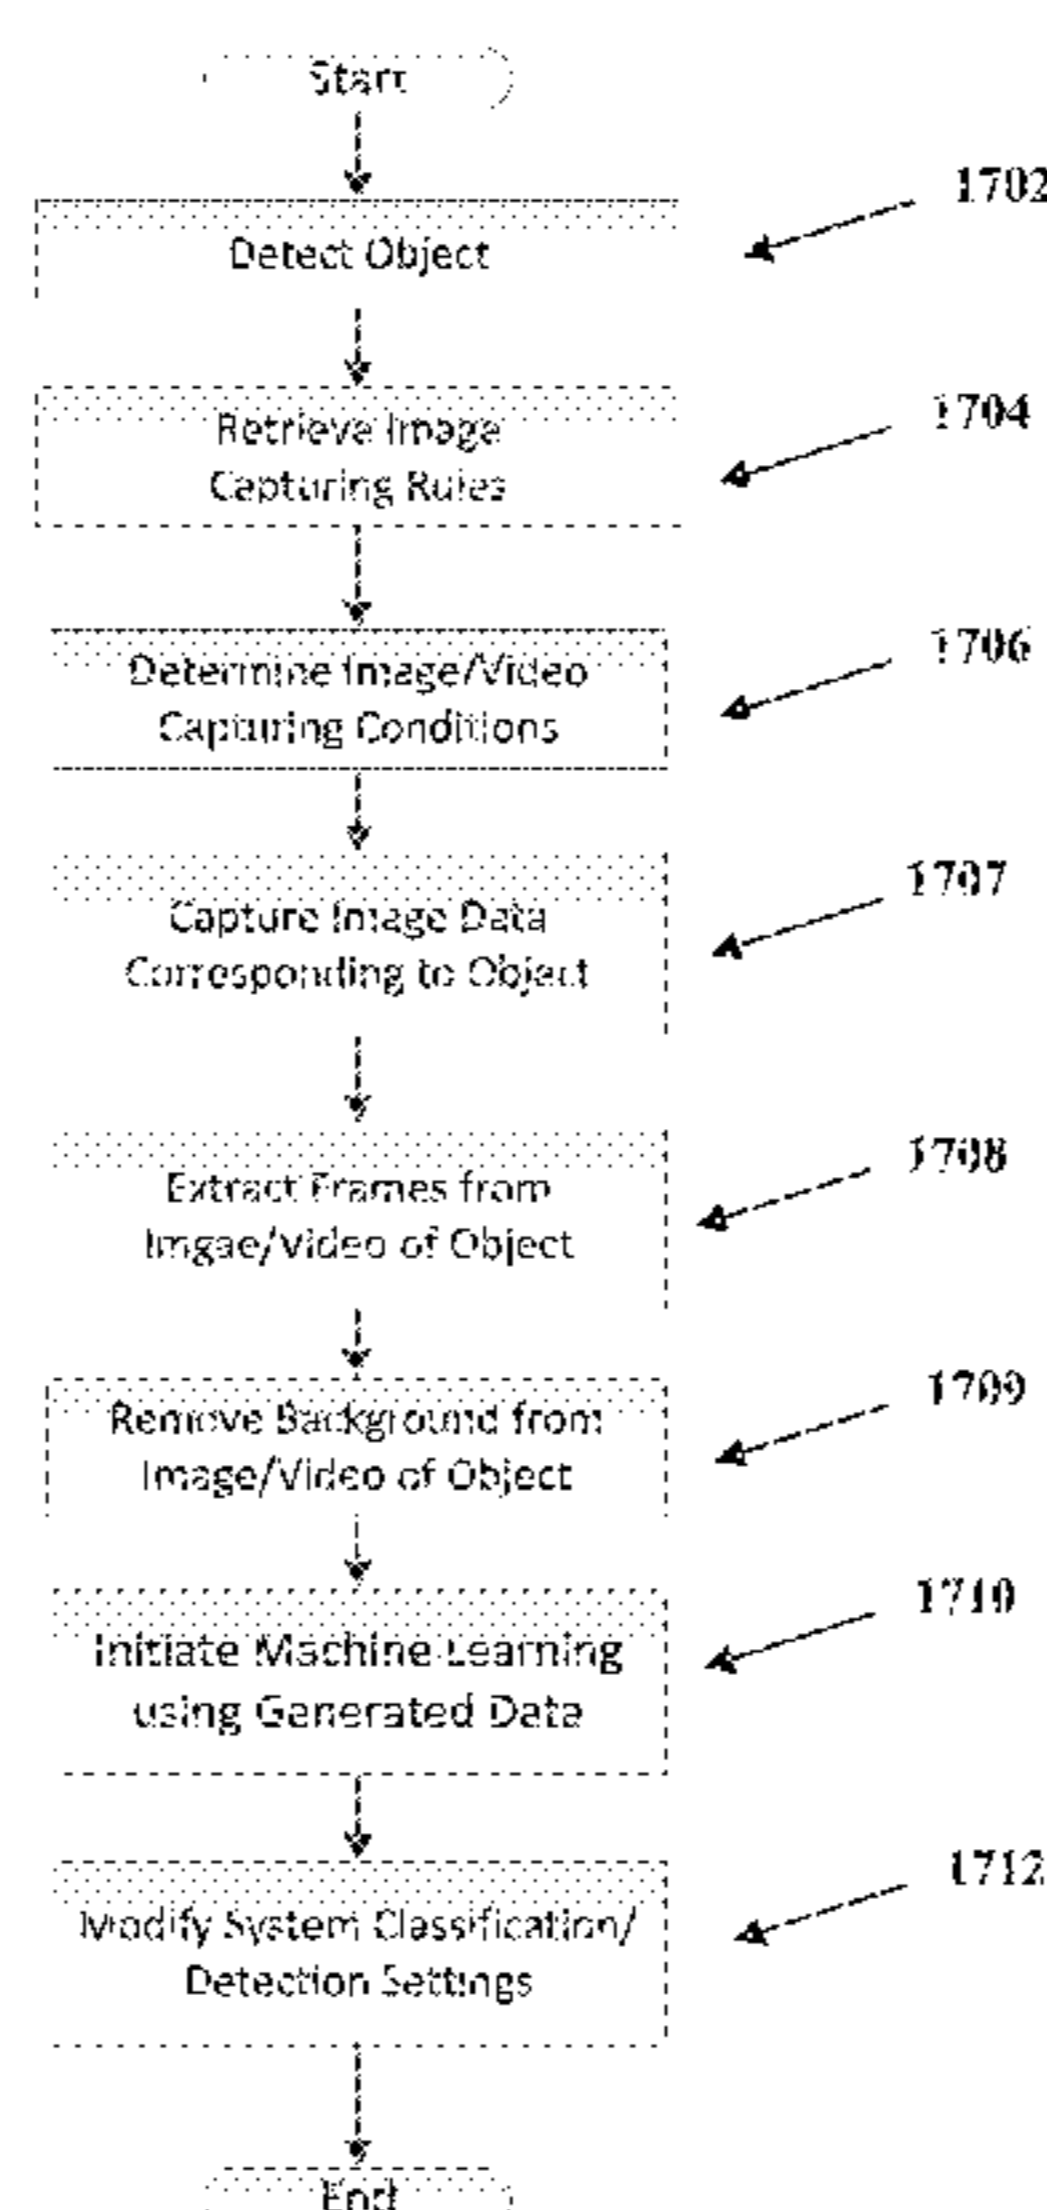 Start
1702
Detect Object
1704
Retrieve Image
Capturing Rules
1706
Determine Image/Video
Capturing Conditions
1707
Capture Image Data
Corresponding to Object
1708
Extract Frames from
Imgae/Video of Object
1709
Remove Background from
Image/Video of Object
1710
Initiate Machine Learning
using Generated Data
1712
Modify System Classification/
Detection Settings
End